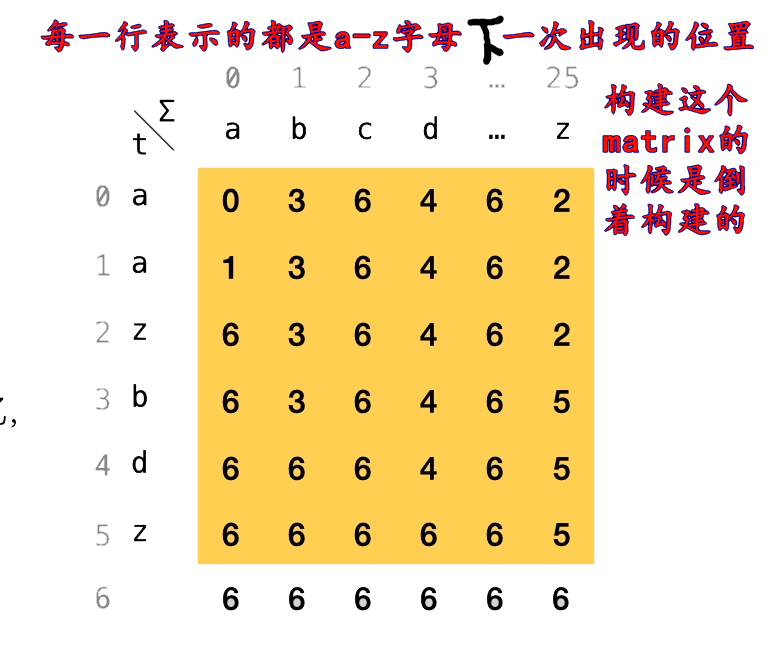 每一行表示的都是a-z字母下一次出现的位置
0 1 2 3 … 25
Σ
t
a b c d … z
构建这个
matrix的
时候是倒
着构建的
0 a 0 3 6 4 6 2
1 a 1 3 6 4 6 2
2 z 6 3 6 4 6 2
3 b 6 3 6 4 6 5
4 d 6 6 6 4 6 5
5 z 6 6 6 6 6 5
6 6 6 6 6 6 6